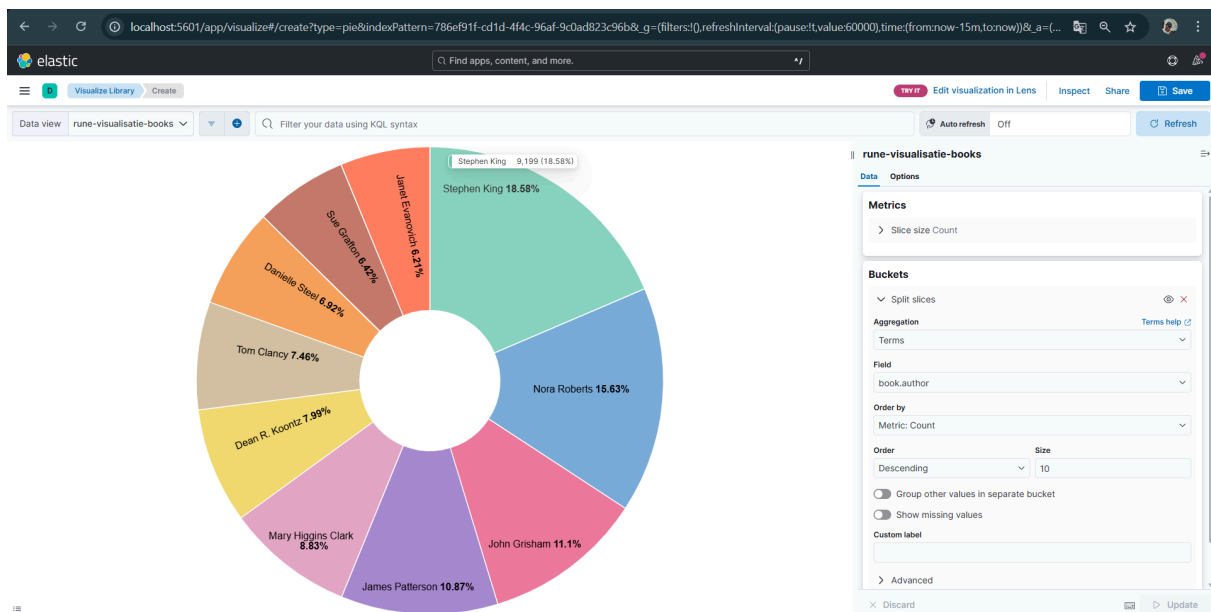 localhost:5601/app/visualize#/create?type=pie&indexPattern=786ef91f-cd1d-4f4c-96af-9c0ad823c96b&_g=(filters:!(),refreshInterval:(pause:!t,value:60000),time:(from:now-15m,to:now))&_a=(...
elastic
Find apps, content, and more.
^/
D
Visualize Library
Create
TRY IT
Edit visualization in Lens
Inspect
Share
Save
Data view
rune-visualisatie-books
Filter your data using KQL syntax
Auto refresh
Off
Refresh
Stephen King 9,199 (18.58%)
Stephen King 18.58%
Nora Roberts 15.63%
John Grisham 11.1%
James Patterson 10.87%
Mary Higgins Clark
8.83%
Dean R. Koontz 7.99%
Tom Clancy 7.46%
Danielle Steel 6.92%
Sue Grafton 6.42%
Janet Evanovich 6.21%
rune-visualisatie-books
Data
Options
Metrics
Slice size Count
Buckets
Split slices
Aggregation
Terms help
Terms
Field
book.author
Order by
Metric: Count
Order
Size
Descending
10
Group other values in separate bucket
Show missing values
Custom label
Advanced
Discard
Update